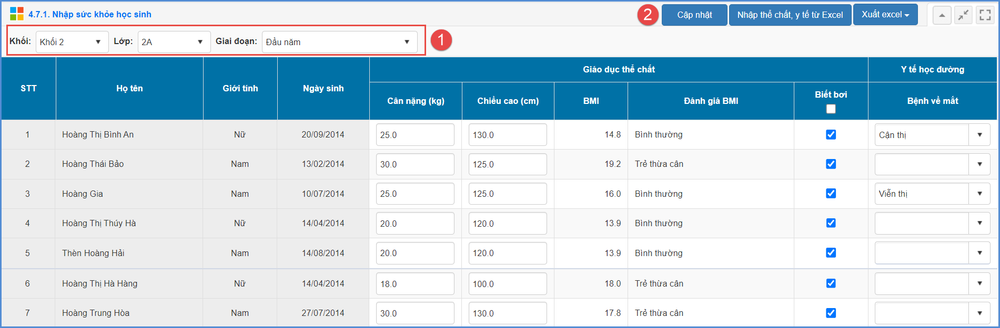 4.7.1. Nhập sức khỏe học sinh
2 Cập nhật Nhập thể chất, y tế từ Excel Xuất excel
Khối: Khối 2 Lớp: 2A Giai đoạn: Đầu năm 1
STT Họ tên Giới tính Ngày sinh Giáo dục thể chất Y tế học đường
Cân nặng (kg) Chiều cao (cm) BMI Đánh giá BMI Biết bơi Bệnh về mắt
1 Hoàng Thị Bình An Nữ 20/09/2014 25.0 130.0 14.8 Bình thường Cận thị
2 Hoàng Thái Bảo Nam 13/02/2014 30.0 125.0 19.2 Trẻ thừa cân
3 Hoàng Gia Nam 10/07/2014 25.0 125.0 16.0 Bình thường Viễn thị
4 Hoàng Thị Thúy Hà Nữ 14/04/2014 20.0 120.0 13.9 Bình thường
5 Thèn Hoàng Hải Nam 14/08/2014 20.0 120.0 13.9 Bình thường
6 Hoàng Thị Hà Hàng Nữ 14/04/2014 18.0 100.0 18.0 Trẻ thừa cân
7 Hoàng Trung Hòa Nam 27/07/2014 30.0 130.0 17.8 Trẻ thừa cân